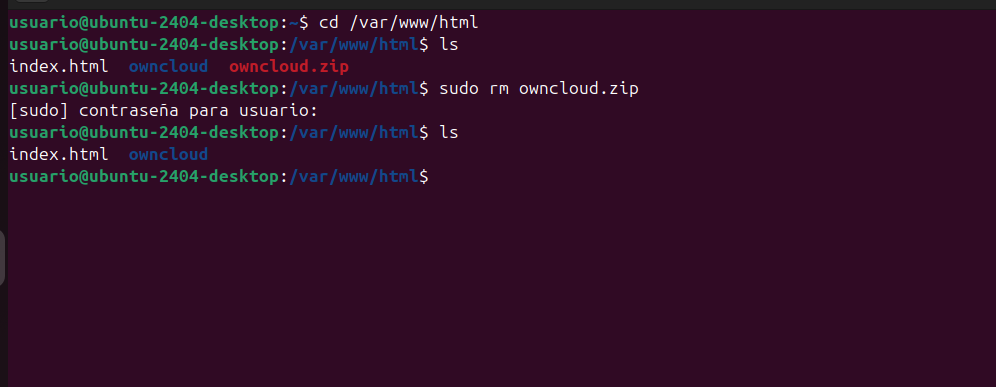 usuario@ubuntu-2404-desktop:~$ cd /var/www/html
usuario@ubuntu-2404-desktop:/var/www/html$ ls
index.html  owncloud  owncloud.zip
usuario@ubuntu-2404-desktop:/var/www/html$ sudo rm owncloud.zip
[sudo] contraseña para usuario:
usuario@ubuntu-2404-desktop:/var/www/html$ ls
index.html  owncloud
usuario@ubuntu-2404-desktop:/var/www/html$